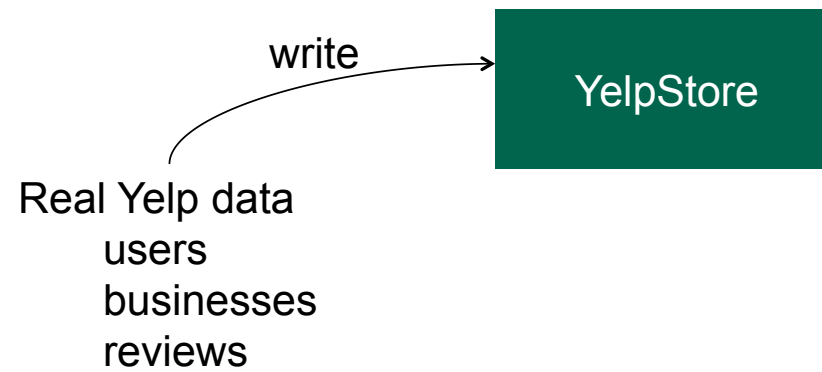 write
YelpStore
Real Yelp data
users
businesses
reviews